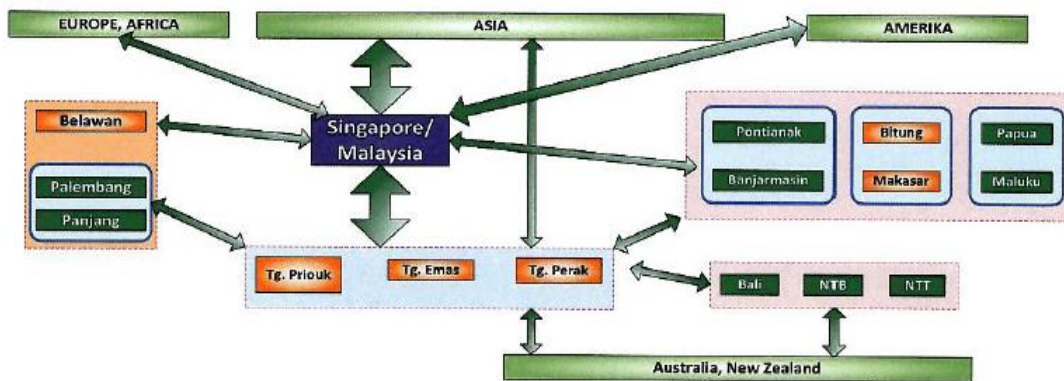 EUROPE, AFRICA
ASIA
AMERIKA
Belawan
Singapore/
Malaysia
Pontianak
Bitung
Papua
Palembang
Banjarmasin
Makasar
Maluku
Panjang
Tg. Priouk
Tg. Emas
Tg. Perak
Bali
NTB
NTT
Australia, New Zealand